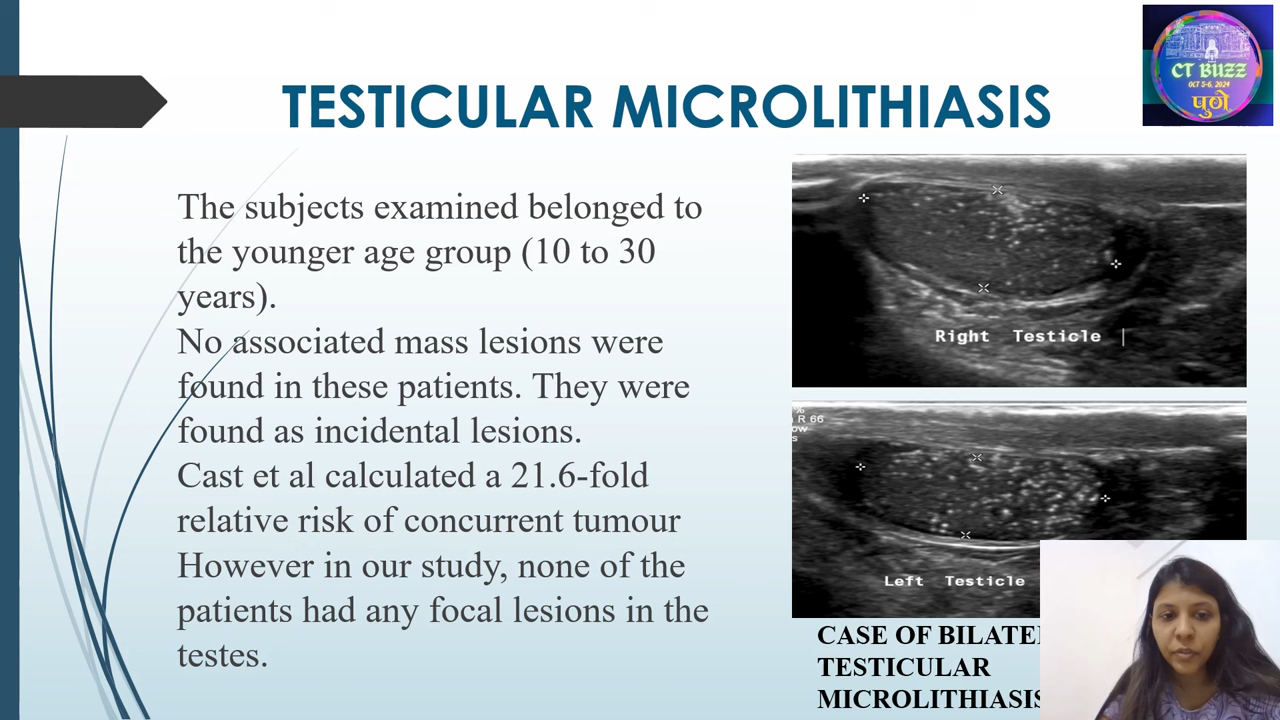 CT BUZZ
OCT 5-6, 2024
पुणे
TESTICULAR MICROLITHIASIS
The subjects examined belonged to
the younger age group (10 to 30
years).
No associated mass lesions were
found in these patients. They were
found as incidental lesions.
Cast et al calculated a 21.6-fold
relative risk of concurrent tumour
However in our study, none of the
patients had any focal lesions in the
testes.
Right Testicle
%
R 66
ow
s
Left Testicle
CASE OF
TESTICULAR
MICROLITHIASIS